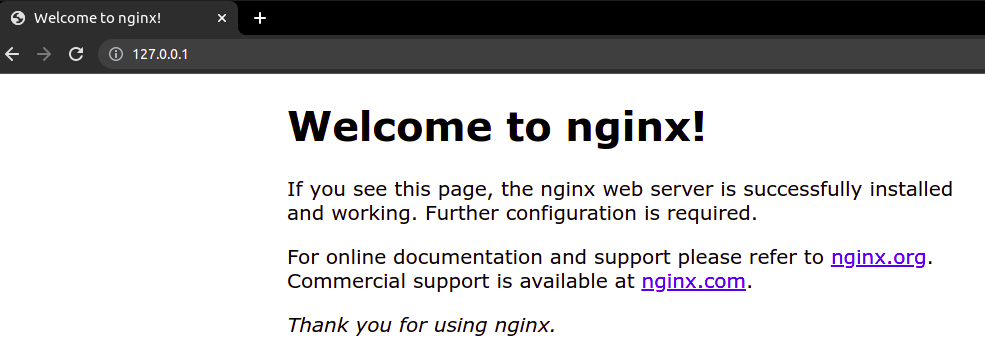 Welcome to nginx!
127.0.0.1
Welcome to nginx!
If you see this page, the nginx web server is successfully installed
and working. Further configuration is required.
For online documentation and support please refer to nginx.org.
Commercial support is available at nginx.com.
Thank you for using nginx.